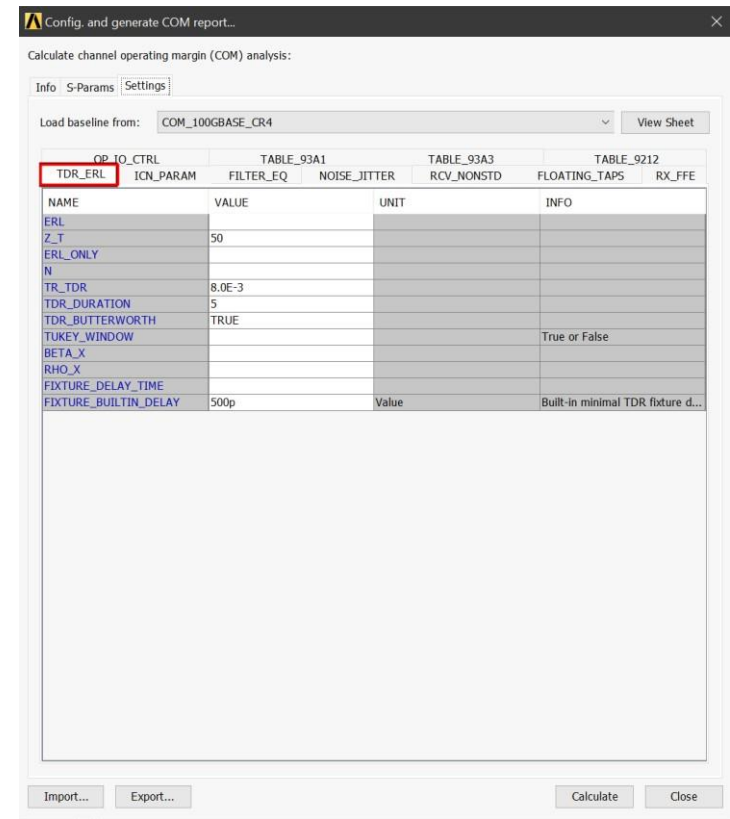 Config. and generate COM report...
Calculate channel operating margin (COM) analysis:
Info S-Params Settings
Load baseline from: COM_100GBASE_CR4 View Sheet
OP_IO_CTRL TABLE_93A1 TABLE_93A3 TABLE_9212
TDR_ERL ICN_PARAM FILTER_EQ NOISE_JITTER RCV_NONSTD FLOATING_TAPS RX_FFE
NAME VALUE UNIT INFO
ERL
Z_T 50
ERL_ONLY
N
TR_TDR 8.0E-3
TDR_DURATION 5
TDR_BUTTERWORTH TRUE
TUKEY_WINDOW True or False
BETA_X
RHO_X
FIXTURE_DELAY_TIME
FIXTURE_BUILTIN_DELAY 500p Value Built-in minimal TDR fixture d...
Import... Export... Calculate Close